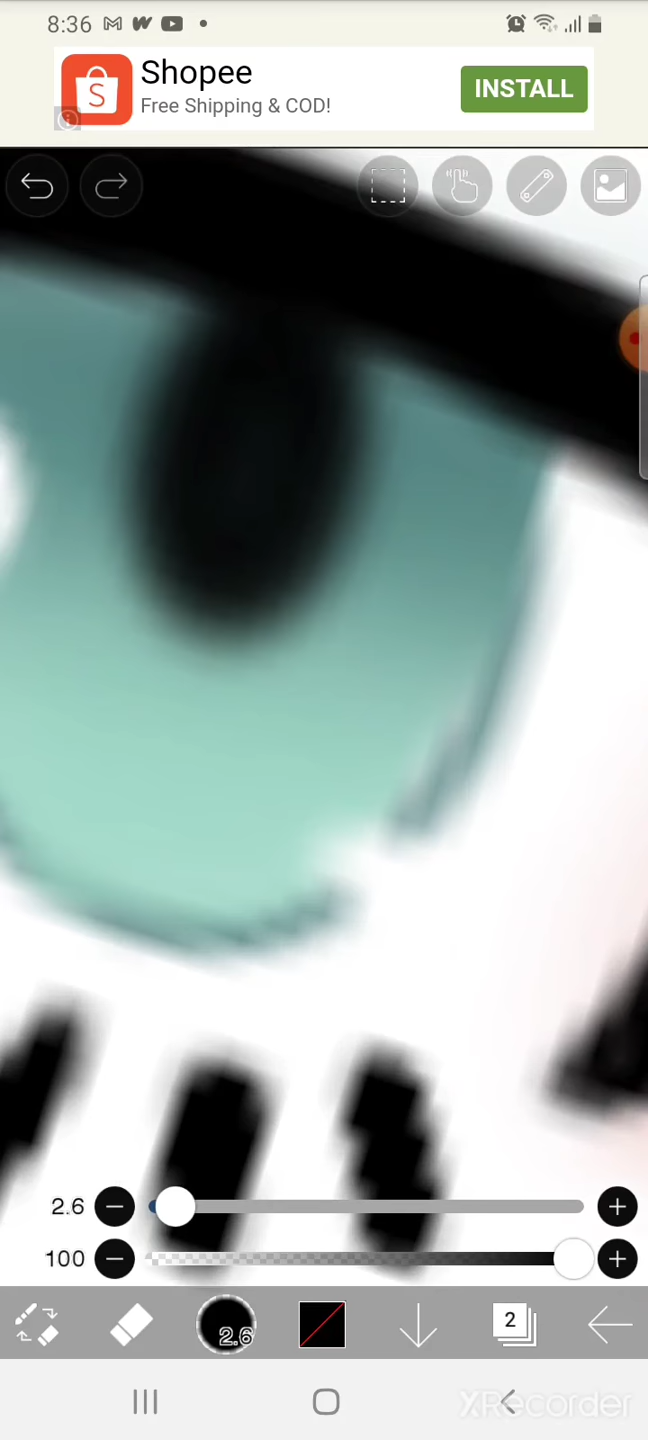 8:36
Shopee
Free Shipping & COD!
INSTALL
S
2.6
100
2.6
2
XRecorder